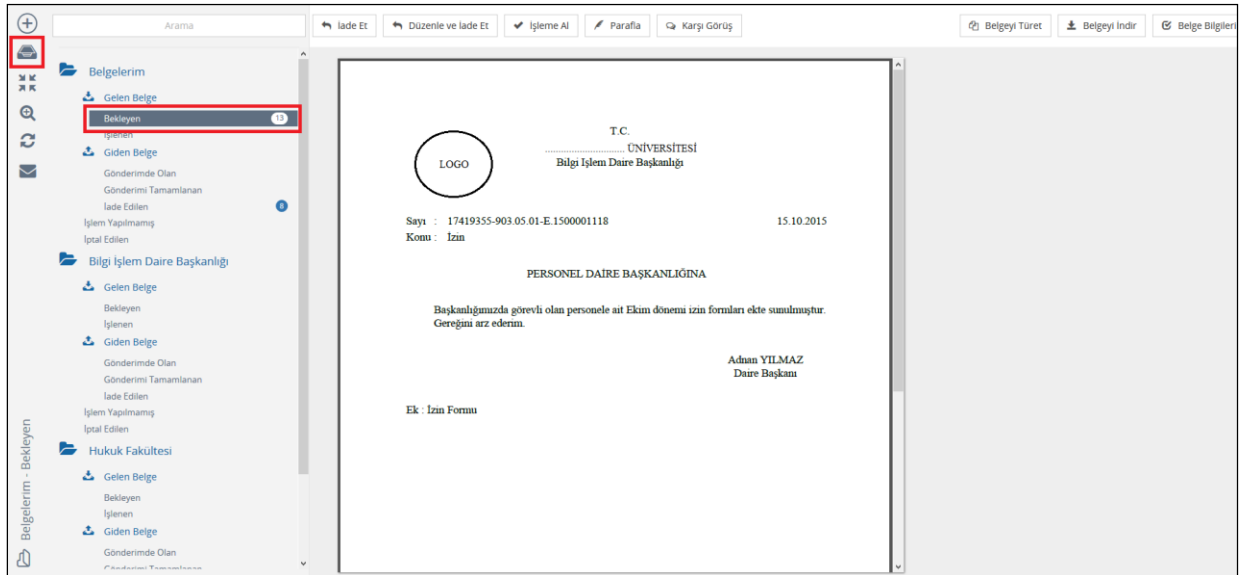 Arama
İade Et
Düzenle ve İade Et
İşleme Al
Parafla
Karşı Görüş
Belgeyi Türet
Belgeyi İndir
Belge Bilgileri
Belgelerim
Gelen Belge
Bekleyen 13
İşlenen
Giden Belge
Gönderimde Olan
Gönderimi Tamamlanan
İade Edilen 8
İşlem Yapılmamış
İptal Edilen
Bilgi İşlem Daire Başkanlığı
Gelen Belge
Bekleyen
İşlenen
Giden Belge
Gönderimde Olan
Gönderimi Tamamlanan
İade Edilen
İşlem Yapılmamış
İptal Edilen
Hukuk Fakültesi
Gelen Belge
Bekleyen
İşlenen
Giden Belge
Gönderimde Olan
Gönderimi Tamamlanan
Belgelerim - Bekleyen
LOGO
T.C.
.............................. ÜNİVERSİTESİ
Bilgi Işlem Daire Başkanlığı
Sayı : 17419355-903.05.01-E.1500001118 15.10.2015
Konu : İzin
PERSONEL DAİRE BAŞKANLIĞINA
Başkanlığımızda görevli olan personele ait Ekim dönemi izin formları ekte sunulmuştur.
Gereğini arz ederim.
Adnan YILMAZ
Daire Başkanı
Ek : İzin Formu